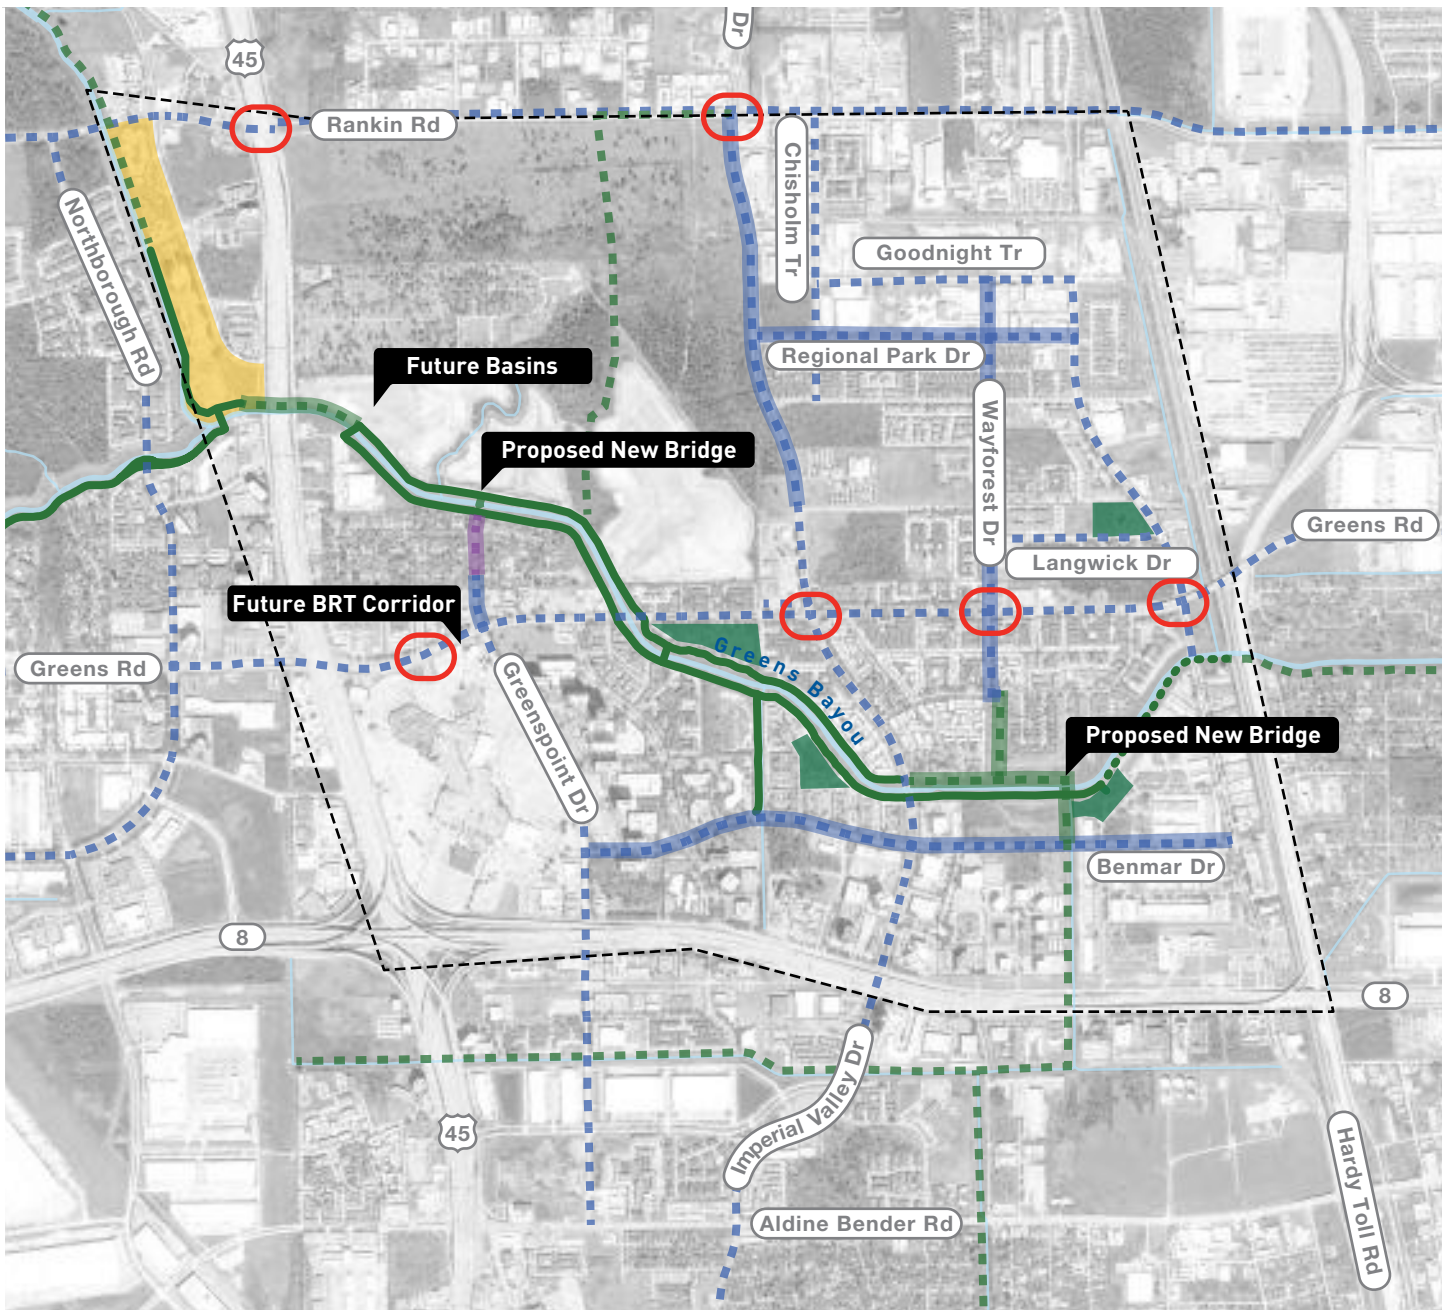 Dr
45
Rankin Rd
Chisholm Tr
Northborough Rd
Goodnight Tr
Regional Park Dr
Future Basins
Wayforest Dr
Proposed New Bridge
Greens Rd
Langwick Dr
Future BRT Corridor
Greens Rd
Greens Bayou
Greenspoint Dr
Proposed New Bridge
Benmar Dr
8
8
Imperial Valley Dr
45
Hardy Toll Rd
Aldine Bender Rd